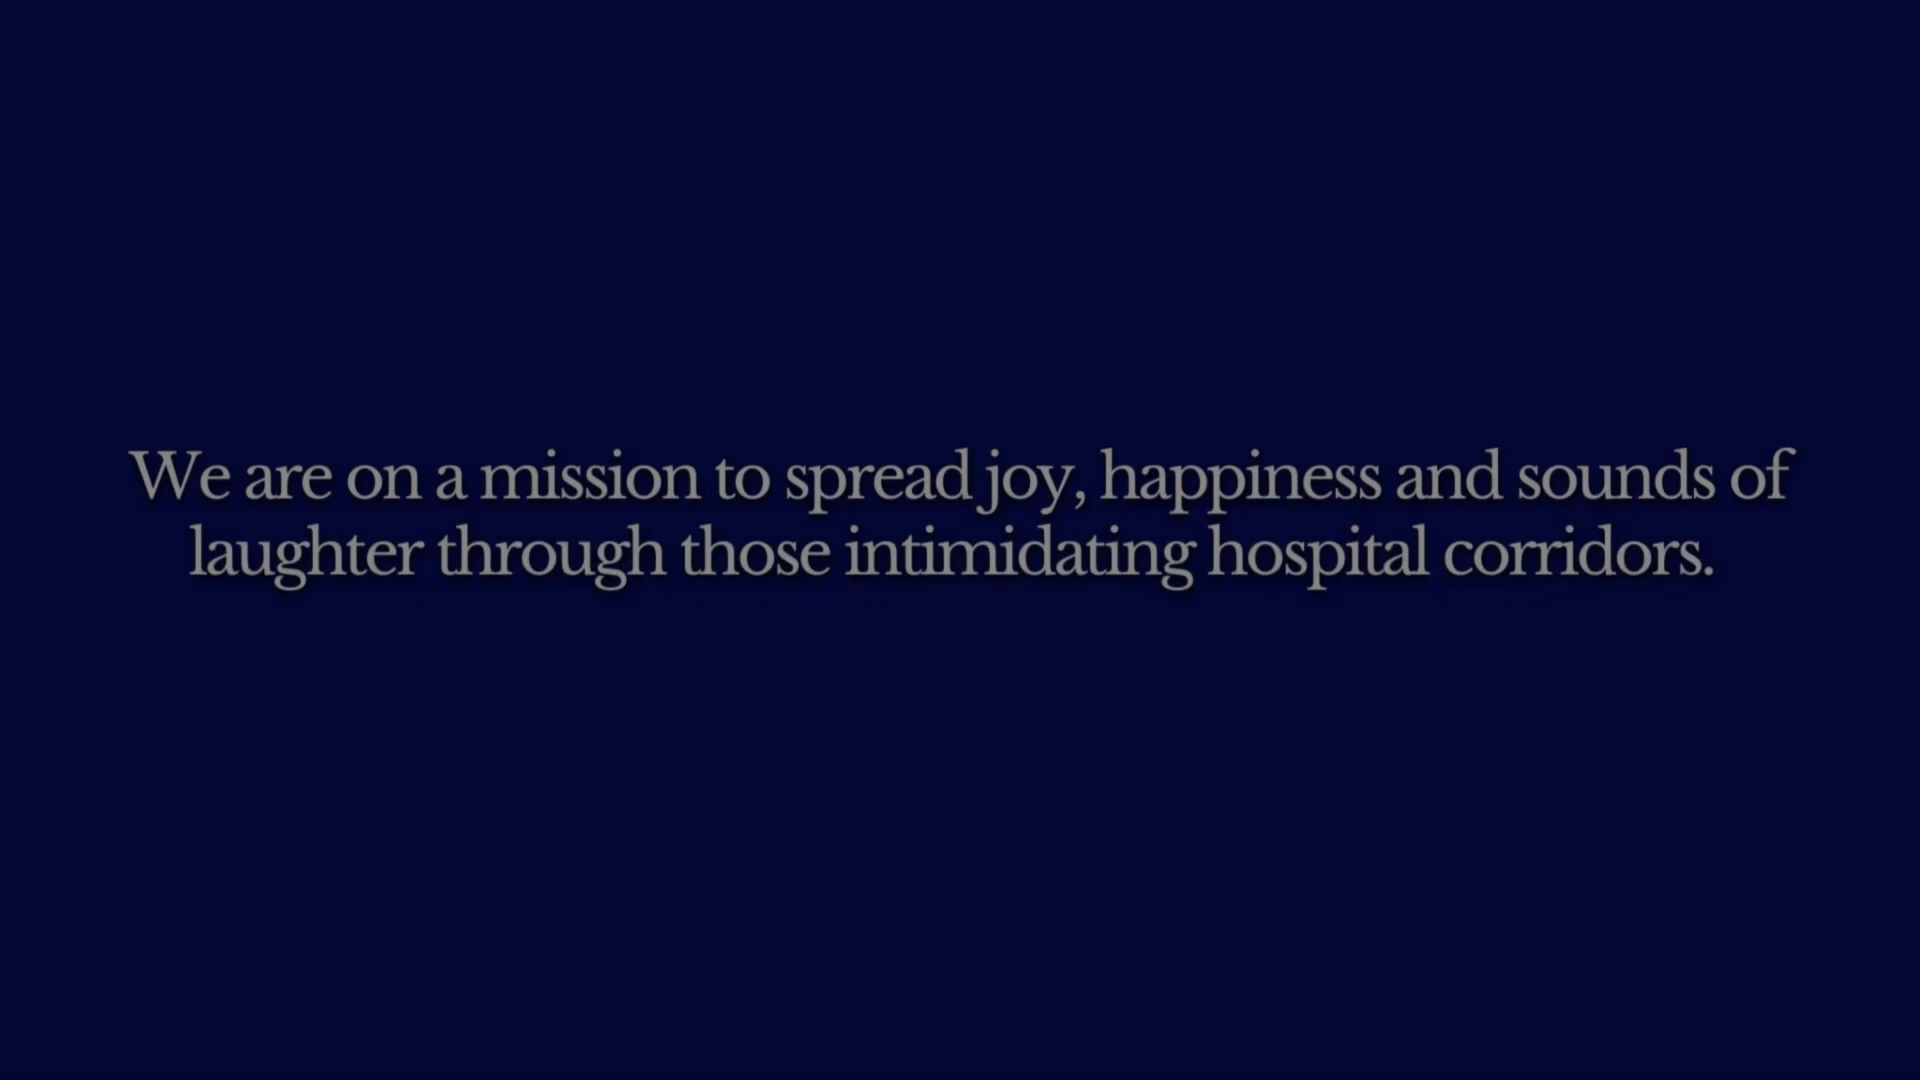 We are on a mission to spread joy, happiness and sounds of
laughter through those intimidating hospital corridors.